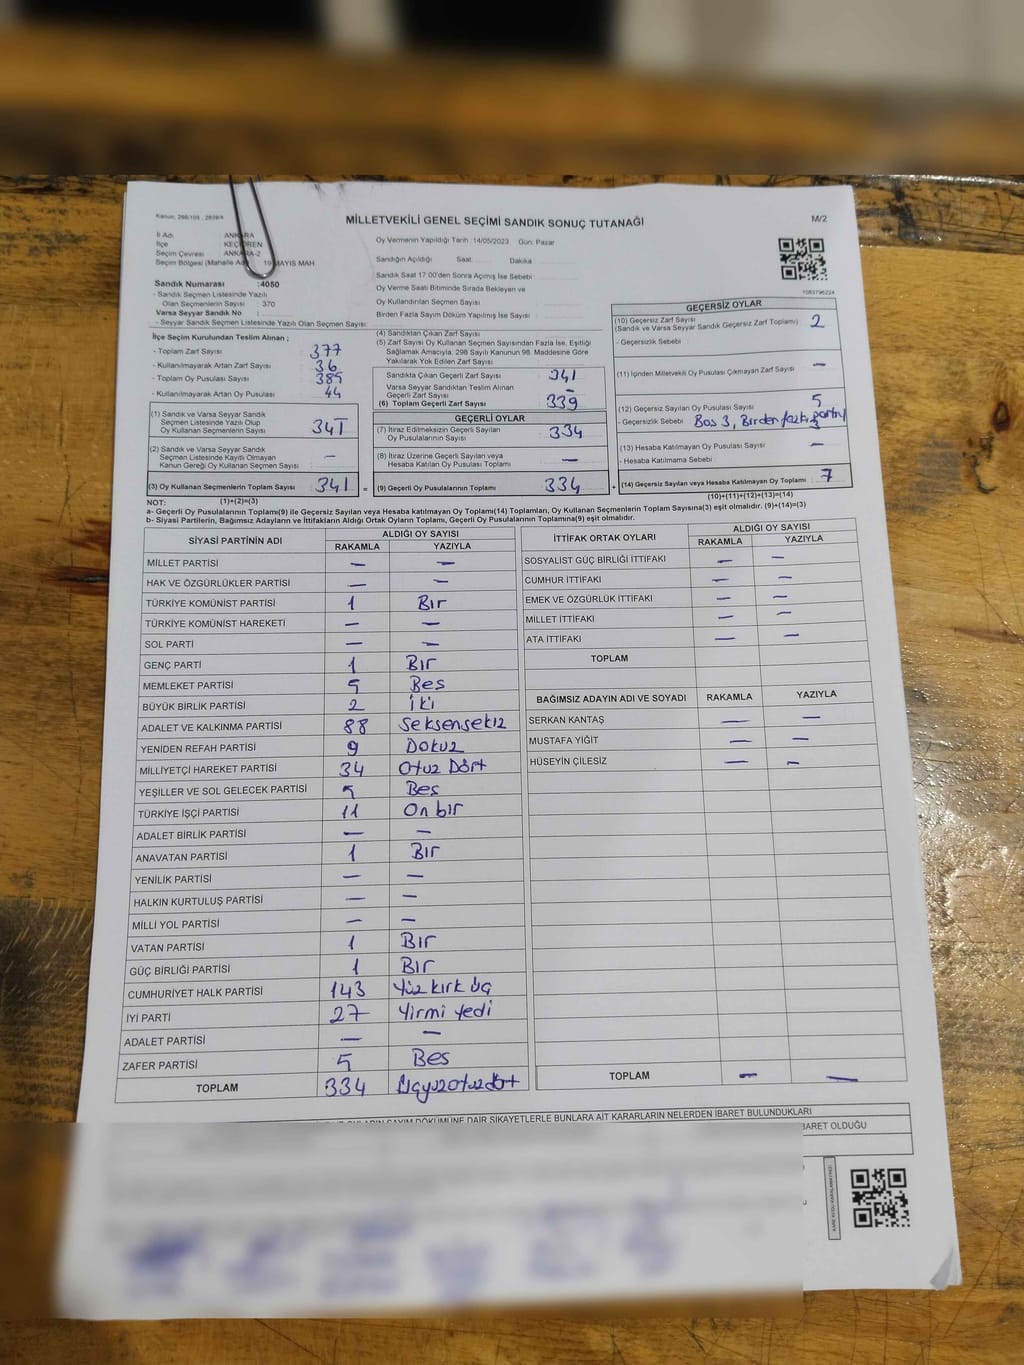 Kanun; 298/105 , 2839/4
MİLLETVEKİLİ GENEL SEÇİMİ SANDIK SONUÇ TUTANAĞI
M/2
İl Adı ANKARA
İlçe KEÇİÖREN
Seçim Çevresi ANKARA-2
Seçim Bölgesi (Mahalle Adı) :19 MAYIS MAH.
Oy Vermenin Yapıldığı Tarih :14/05/2023 Gün: Pazar
Sandığın Açıldığı Saat Dakika
Sandık Saat 17:00'den Sonra Açımış İse Sebebi
Oy Verme Saati Bitiminde Sırada Bekleyen ve
Oy Kullandırılan Seçmen Sayısı
Birden Fazla Sayım Döküm Yapılmış İse Sayısı
1083796224
Sandık Numarası :4050
- Sandık Seçmen Listesinde Yazılı
Olan Seçmenlerin Sayısı : 370
Varsa Seyyar Sandık No :
- Seyyar Sandık Seçmen Listesinde Yazılı Olan Seçmen Sayısı:
İlçe Seçim Kurulundan Teslim Alınan ;
- Toplam Zarf Sayısı : 377
- Kullanılmayarak Artan Zarf Sayısı : 36
- Toplam Oy Pusulası Sayısı : 385
- Kullanılmayarak Artan Oy Pusulası : 44
(1) Sandık ve Varsa Seyyar Sandık
Seçmen Listesinde Yazılı Olup
Oy Kullanan Seçmenlerin Sayısı : 341
(2) Sandık ve Varsa Seyyar Sandık
Seçmen Listesinde Kayıtlı Olmayan
Kanun Gereği Oy Kullanan Seçmen Sayısı : —
(3) Oy Kullanan Seçmenlerin Toplam Sayısı : 341
(1)+(2)=(3)
(4) Sandıktan Çıkan Zarf Sayısı
(5) Zarf Sayısı Oy Kullanan Seçmen Sayısından Fazla İse, Eşitliği
Sağlamak Amacıyla, 298 Sayılı Kanunun 98. Maddesine Göre
Yakılarak Yok Edilen Zarf Sayısı
Sandıkta Çıkan Geçerli Zarf Sayısı : 341
Varsa Seyyar Sandıktan Teslim Alınan
Geçerli Zarf Sayısı : —
(6) Toplam Geçerli Zarf Sayısı : 339
GEÇERLİ OYLAR
(7) İtiraz Edilmeksizin Geçerli Sayılan
Oy Pusulalarının Sayısı : 334
(8) İtiraz Üzerine Geçerli Sayılan veya
Hesaba Katılan Oy Pusulası Toplamı : —
= (9) Geçerli Oy Pusulalarının Toplamı : 334 +
GEÇERSİZ OYLAR
(10) Geçersiz Zarf Sayısı : 2
(Sandık ve Varsa Seyyar Sandık Geçersiz Zarf Toplamı)
- Geçersizlik Sebebi :
(11) İçinden Milletvekili Oy Pusulası Çıkmayan Zarf Sayısı : —
(12) Geçersiz Sayılan Oy Pusulası Sayısı : 5
- Geçersizlik Sebebi : Bos 3, Birden fazla parti
(13) Hesaba Katılmayan Oy Pusulası Sayısı : —
- Hesaba Katılmama Sebebi :
(14) Geçersiz Sayılan veya Hesaba Katılmayan Oy Toplamı : 7
(10)+(11)+(12)+(13)=(14)
NOT:
a- Geçerli Oy Pusulalarının Toplamı(9) ile Geçersiz Sayılan veya Hesaba katılmayan Oy Toplamı(14) Toplamları, Oy Kullanan Seçmenlerin Toplam Sayısına(3) eşit olmalıdır. (9)+(14)=(3)
b- Siyasi Partilerin, Bağımsız Adayların ve İttifakların Aldığı Ortak Oyların Toplamı, Geçerli Oy Pusulalarının Toplamına(9) eşit olmalıdır.
SİYASİ PARTİNİN ADI ALDIĞI OY SAYISI
RAKAMLA YAZIYLA
MİLLET PARTİSİ — —
HAK VE ÖZGÜRLÜKLER PARTİSİ — —
TÜRKİYE KOMÜNİST PARTİSİ 1 Bır
TÜRKİYE KOMÜNİST HAREKETİ — —
SOL PARTİ — —
GENÇ PARTİ 1 Bır
MEMLEKET PARTİSİ 5 Bes
BÜYÜK BİRLİK PARTİSİ 2 İki
ADALET VE KALKINMA PARTİSİ 88 Seksensekız
YENİDEN REFAH PARTİSİ 9 Dokuz
MİLLİYETÇİ HAREKET PARTİSİ 34 Otuz Dört
YEŞİLLER VE SOL GELECEK PARTİSİ 5 Bes
TÜRKİYE İŞÇİ PARTİSİ 11 On bır
ADALET BİRLİK PARTİSİ — —
ANAVATAN PARTİSİ 1 Bır
YENİLİK PARTİSİ — —
HALKIN KURTULUŞ PARTİSİ — —
MİLLİ YOL PARTİSİ — —
VATAN PARTİSİ 1 Bır
GÜÇ BİRLİĞİ PARTİSİ 1 Bır
CUMHURİYET HALK PARTİSİ 143 Yüz kırk üç
İYİ PARTİ 27 Yirmi yedi
ADALET PARTİSİ — —
ZAFER PARTİSİ 5 Bes
TOPLAM 334 Üçyüzotuzdört
İTTİFAK ORTAK OYLARI ALDIĞI OY SAYISI
RAKAMLA YAZIYLA
SOSYALİST GÜÇ BİRLİĞİ İTTİFAKI — —
CUMHUR İTTİFAKI — —
EMEK VE ÖZGÜRLÜK İTTİFAKI — —
MİLLET İTTİFAKI — —
ATA İTTİFAKI — —
TOPLAM
BAĞIMSIZ ADAYIN ADI VE SOYADI RAKAMLA YAZIYLA
SERKAN KANTAŞ — —
MUSTAFA YİĞİT — —
HÜSEYİN ÇİLESİZ — —
TOPLAM — —
SAYIM DÖKÜMÜNE DAİR ŞİKAYETLERLE BUNLARA AİT KARARLARIN NELERDEN İBARET BULUNDUKLARI
İBARET OLDUĞU